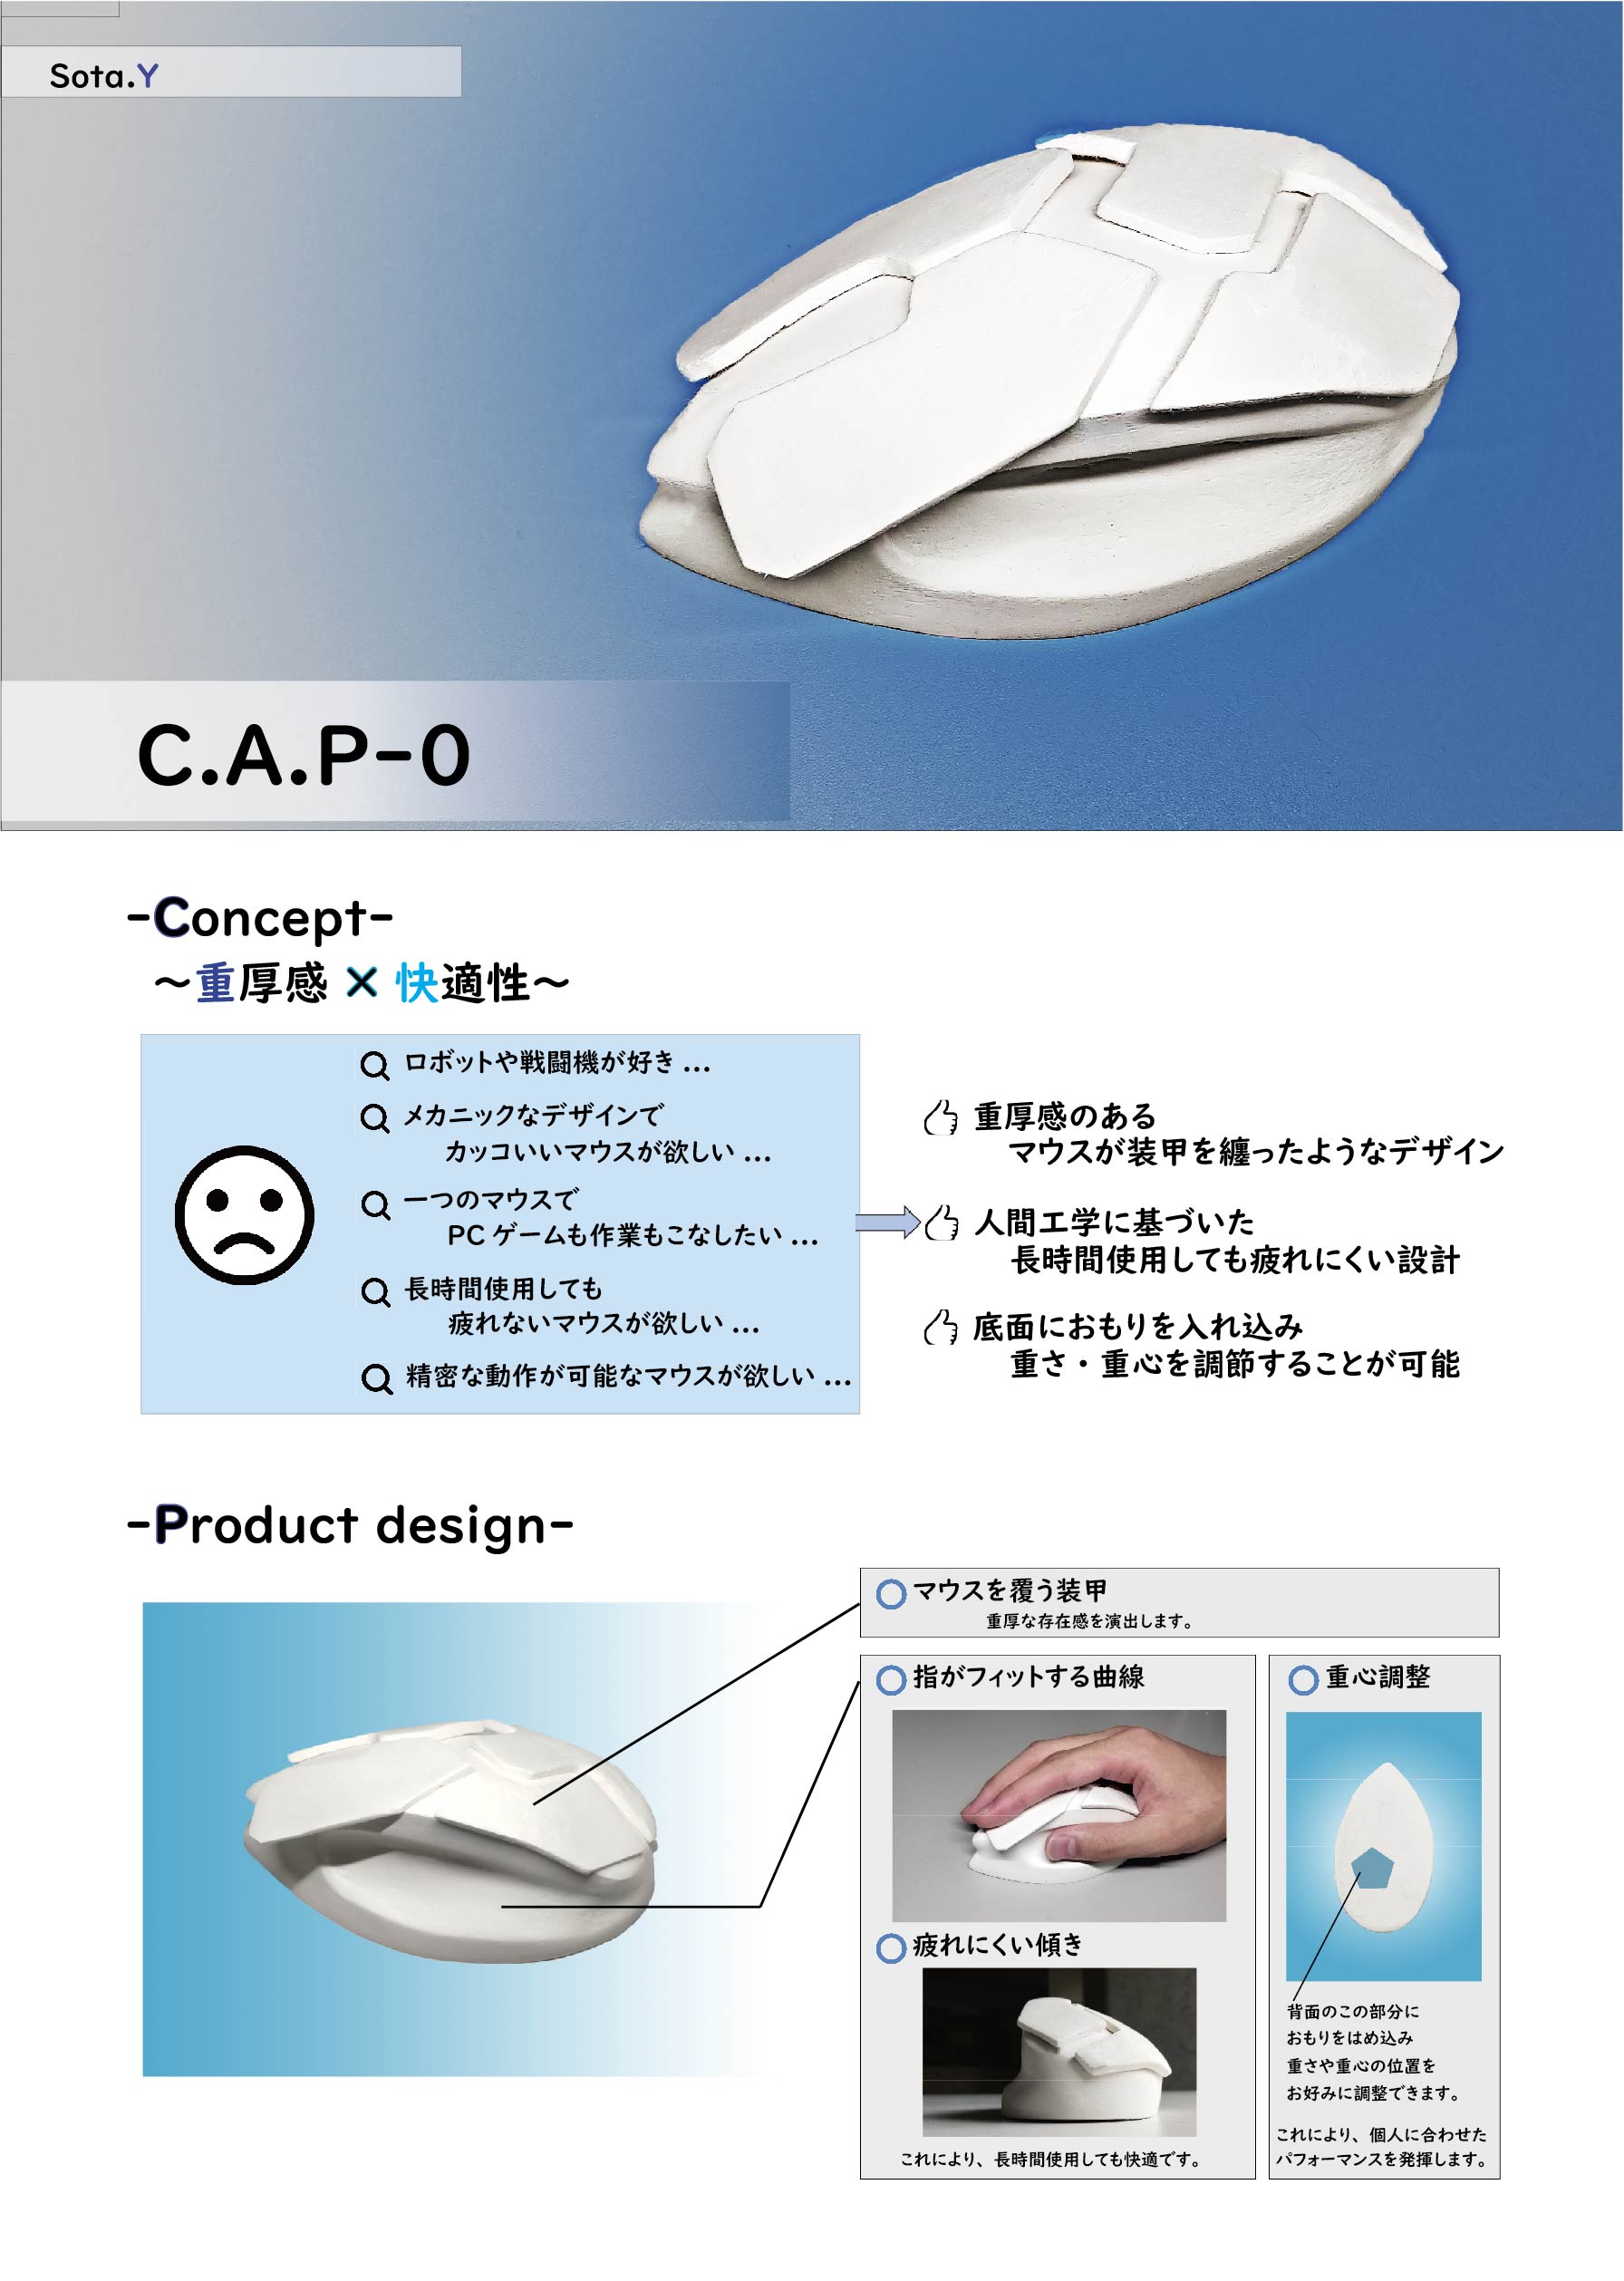 Sota.Y
C.A.P-0
-Concept-
～重厚感 × 快適性～
ロボットや戦闘機が好き ...
メカニックなデザインで
カッコいいマウスが欲しい ...
一つのマウスで
PC ゲームも作業もこなしたい ...
長時間使用しても
疲れないマウスが欲しい ...
精密な動作が可能なマウスが欲しい ...
重厚感のある
マウスが装甲を纏ったようなデザイン
人間工学に基づいた
長時間使用しても疲れにくい設計
底面におもりを入れ込み
重さ・重心を調節することが可能
-Product design-
マウスを覆う装甲
重厚な存在感を演出します。
指がフィットする曲線
疲れにくい傾き
これにより、長時間使用しても快適です。
重心調整
背面のこの部分に
おもりをはめ込み
重さや重心の位置を
お好みに調整できます。
これにより、個人に合わせた
パフォーマンスを発揮します。